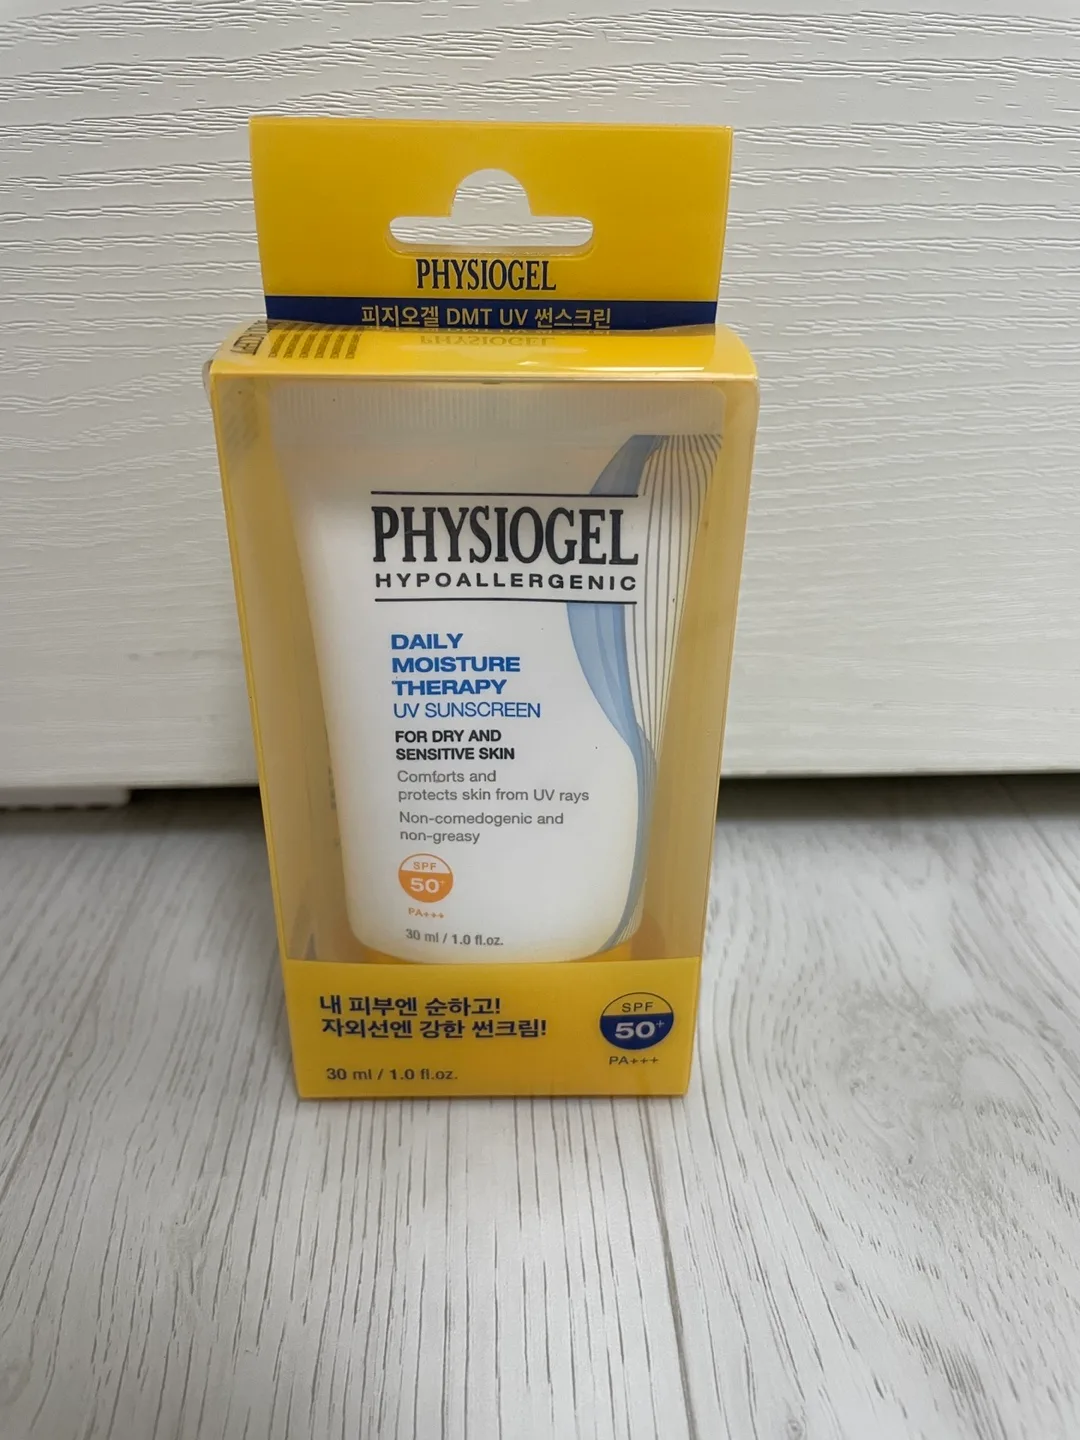 PHYSIOGEL
피지오겔 DMT UV 썬스크린
PHYSIOGEL
HYPOALLERGENIC
DAILY
MOISTURE
THERAPY
UV SUNSCREEN
FOR DRY AND
SENSITIVE SKIN
Comforts and
protects skin from UV rays
Non-comedogenic and
non-greasy
SPF
50+
PA+++
30 ml / 1.0 fl.oz.
내 피부엔 순하고!
자외선엔 강한 썬크림!
SPF
50+
PA+++
30 ml / 1.0 fl.oz.